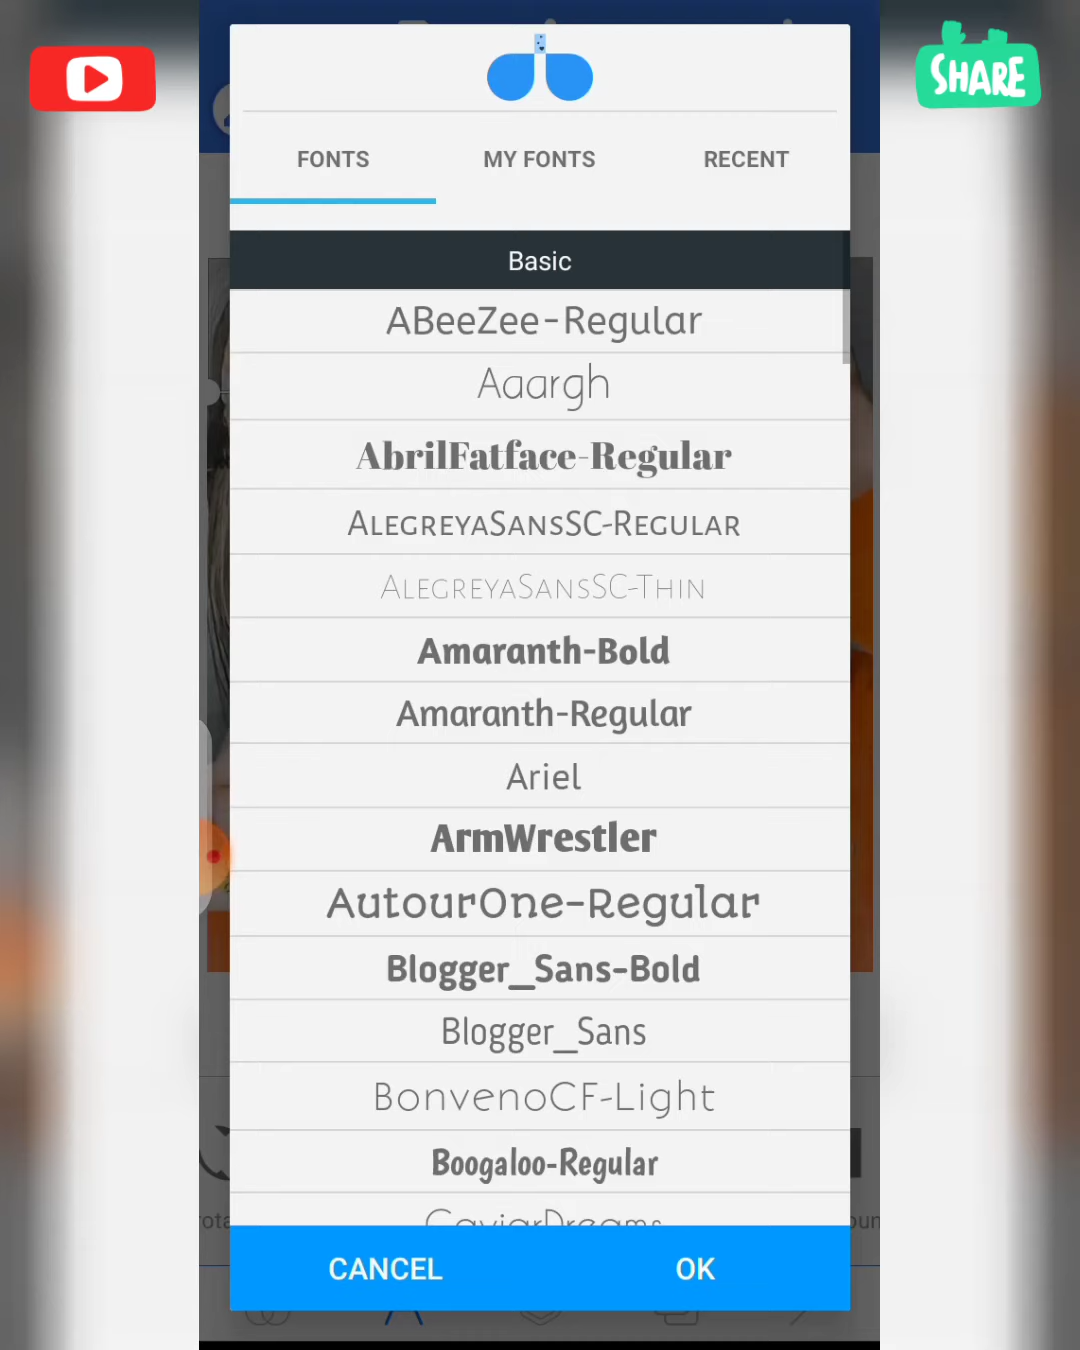 SHARE
FONTS
MY FONTS
RECENT
Basic
ABeeZee-Regular
Aaargh
AbrilFatface-Regular
AlegreyaSansSC-Regular
AlegreyaSansSC-Thin
Amaranth-Bold
Amaranth-Regular
Ariel
ArmWrestler
AutourOne-Regular
Blogger_Sans-Bold
Blogger_Sans
BonvenoCF-Light
Boogaloo-Regular
CaviarDreams
CANCEL
OK